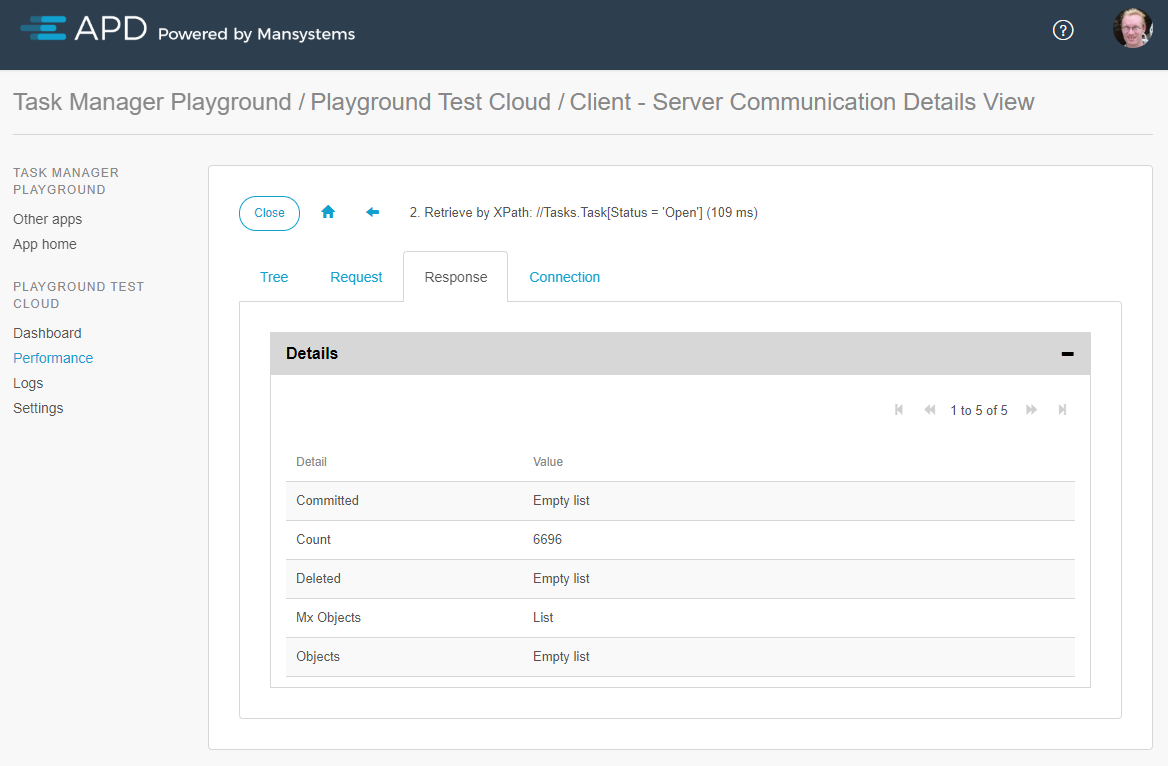 APD Powered by Mansystems
?
Task Manager Playground / Playground Test Cloud / Client - Server Communication Details View
TASK MANAGER
PLAYGROUND
Other apps
App home
PLAYGROUND TEST
CLOUD
Dashboard
Performance
Logs
Settings
Close 2. Retrieve by XPath: //Tasks.Task[Status = 'Open'] (109 ms)
Tree Request Response Connection
Details
1 to 5 of 5
Detail Value
Committed Empty list
Count 6696
Deleted Empty list
Mx Objects List
Objects Empty list